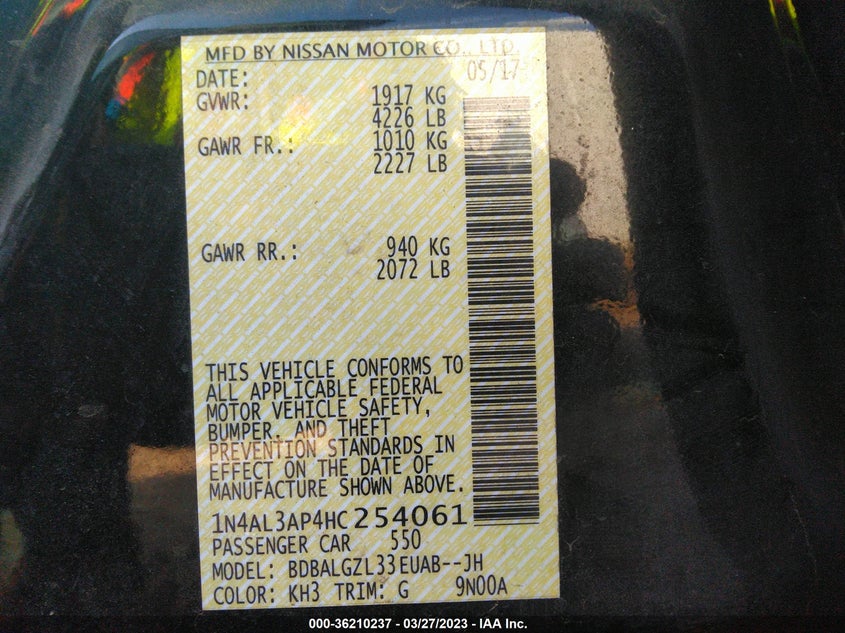 MFD BY NISSAN MOTOR CO., LTD.
DATE: 05/17
GVWR: 1917 KG
4226 LB
GAWR FR.: 1010 KG
2227 LB
GAWR RR.: 940 KG
2072 LB
THIS VEHICLE CONFORMS TO
ALL APPLICABLE FEDERAL
MOTOR VEHICLE SAFETY,
BUMPER, AND THEFT
PREVENTION STANDARDS IN
EFFECT ON THE DATE OF
MANUFACTURE SHOWN ABOVE.
1N4AL3AP4HC254061
PASSENGER CAR 550
MODEL: BDBALGZL33EUAB--JH
COLOR: KH3 TRIM: G 9N00A
000-36210237 - 03/27/2023 - IAA Inc.